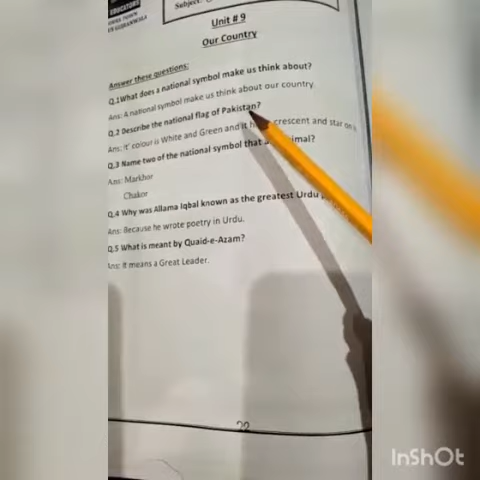 EDUCATORS
Subject:
Unit # 9
Our Country
Answer these questions:
Q.1 What does a national symbol make us think about?
Ans: A national symbol make us think about our country.
Q.2 Describe the national flag of Pakistan?
Ans: it' colour is White and Green and it crescent and star on
Q.3 Name two of the national symbol that
Ans: Markhor
Chakor
Q.4 Why was Allama Iqbal known as the greatest Urdu
Ans: Because he wrote poetry in Urdu.
Q.5 What is meant by Quaid-e-Azam?
Ans: It means a Great Leader.
InShOt